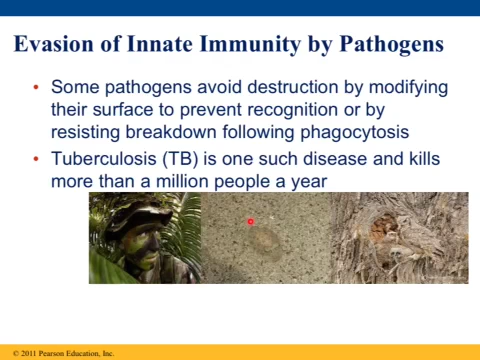 Evasion of Innate Immunity by Pathogens
• Some pathogens avoid destruction by modifying
their surface to prevent recognition or by
resisting breakdown following phagocytosis
• Tuberculosis (TB) is one such disease and kills
more than a million people a year
© 2011 Pearson Education, Inc.